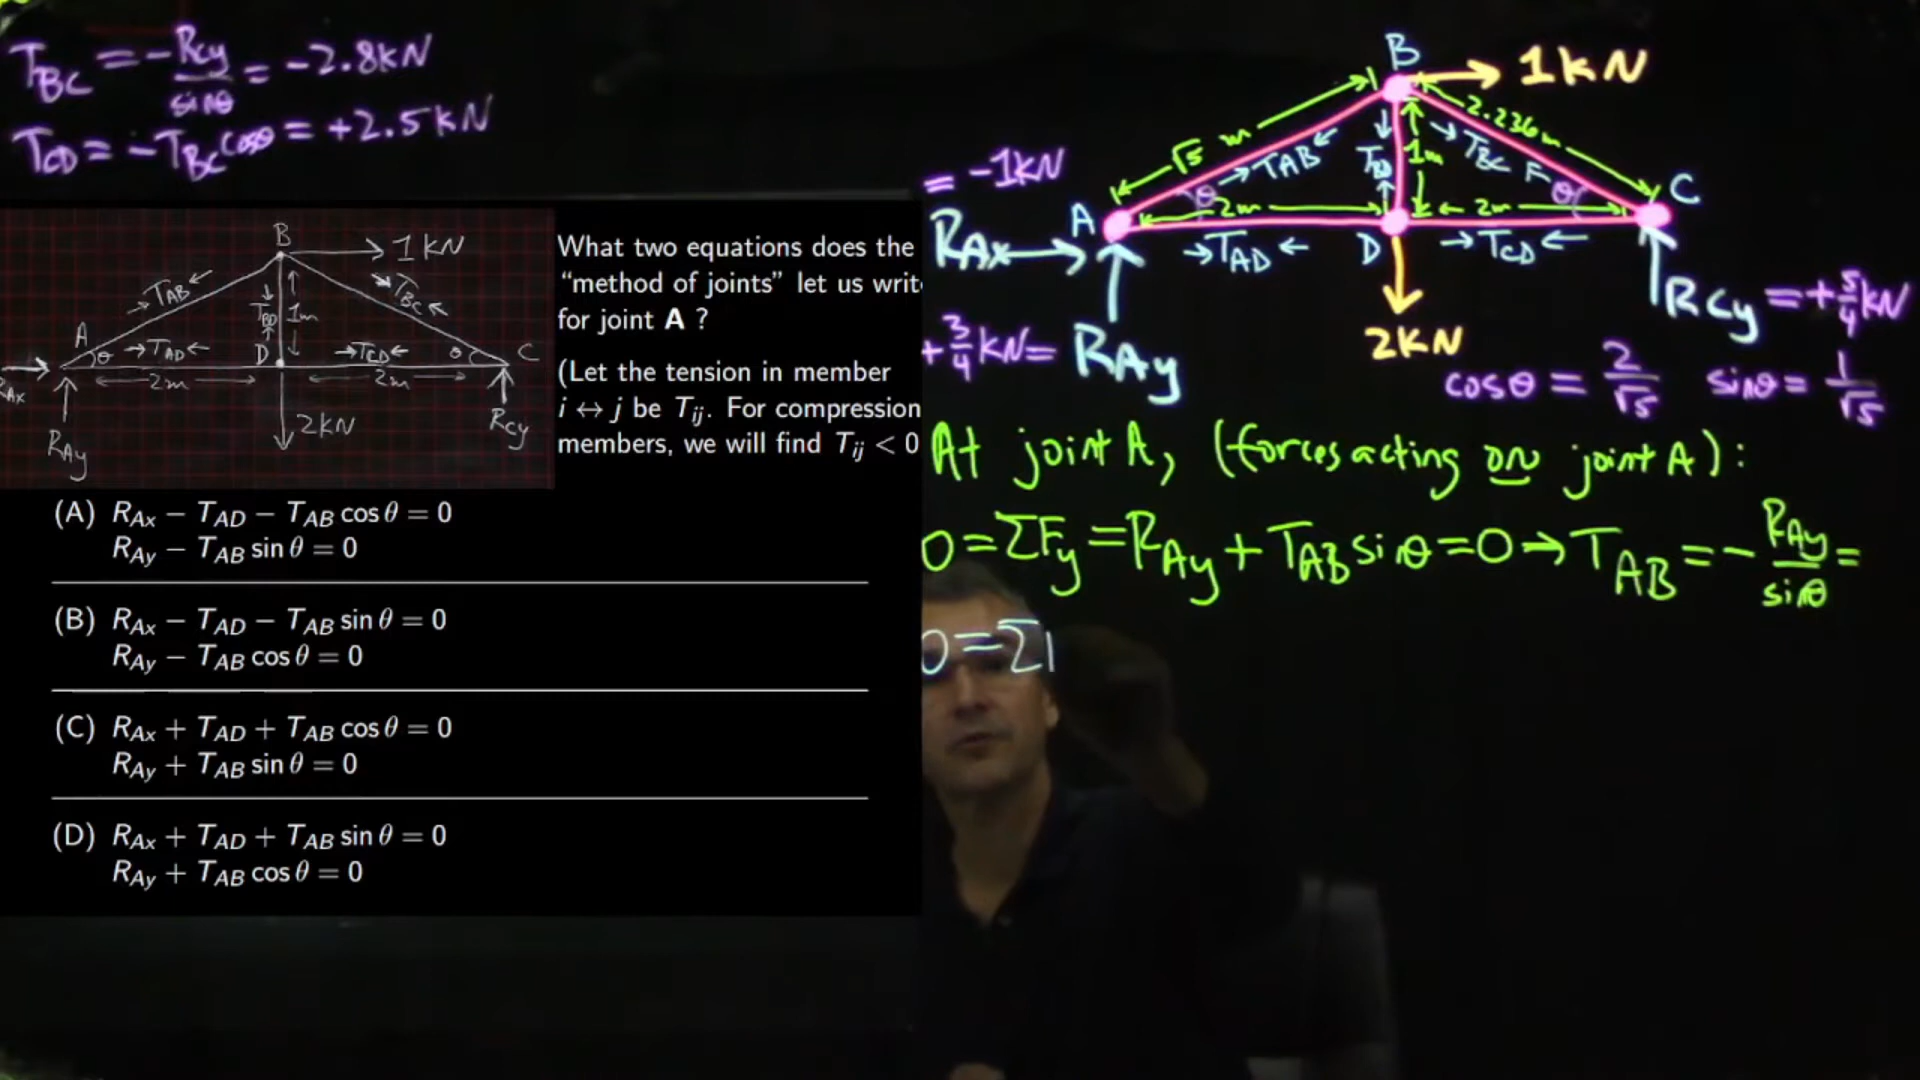 T_BC = -R_Cy/sinθ = -2.8kN
T_CD = -T_BC cosθ = +2.5kN
B
1 kN
T_AB
T_BC
T_BD
1m
A
θ
T_AD
D
T_CD
θ
C
2m
2m
R_Ax
R_Ay
2kN
R_Cy
What two equations does the
“method of joints” let us writ
for joint A ?
(Let the tension in member
i ↔ j be T_ij. For compression
members, we will find T_ij < 0
(A) R_Ax − T_AD − T_AB cos θ = 0
R_Ay − T_AB sin θ = 0
(B) R_Ax − T_AD − T_AB sin θ = 0
R_Ay − T_AB cos θ = 0
(C) R_Ax + T_AD + T_AB cos θ = 0
R_Ay + T_AB sin θ = 0
(D) R_Ax + T_AD + T_AB sin θ = 0
R_Ay + T_AB cos θ = 0
B
1kN
√5 m
2.236m
T_AB
T_BD
1m
T_BC
= -1kN
R_Ax
A
θ
2m
2m
θ
C
T_AD
D
T_CD
R_Cy = +5/4 kN
+3/4 kN = R_Ay
2kN
cosθ = 2/√5 sinθ = 1/√5
At joint A, (forces acting on joint A):
0 = ΣF_y = R_Ay + T_AB sinθ = 0 → T_AB = - R_Ay/sinθ =
0 = Σ